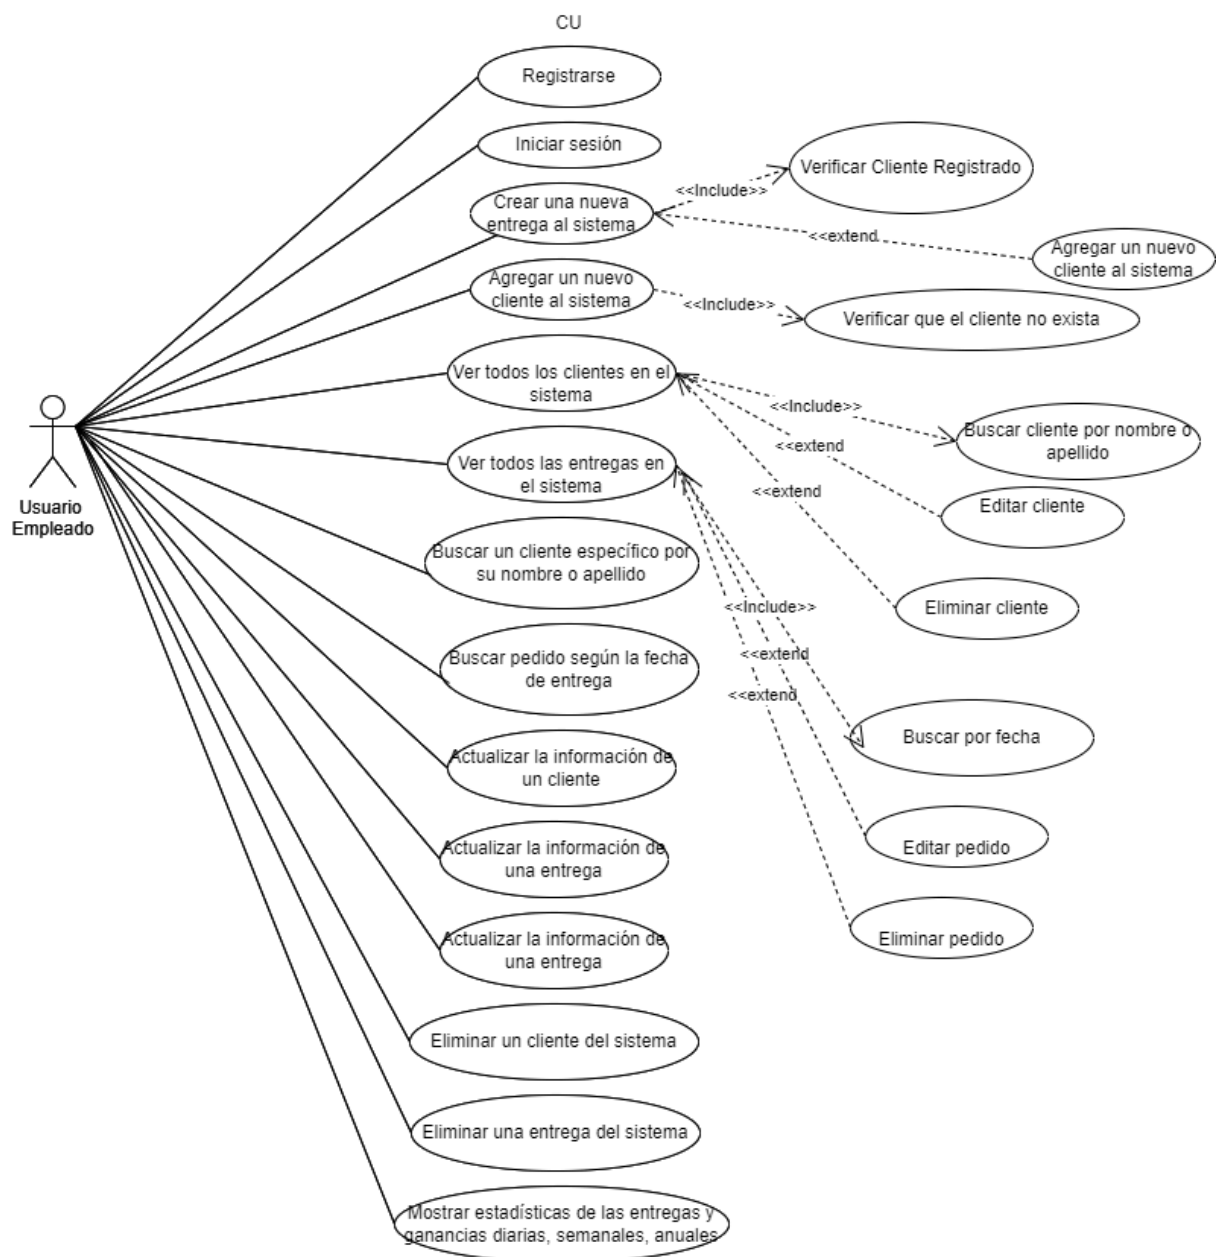 CU
Registrarse
Iniciar sesión
Verificar Cliente Registrado
<<Include>>
Crear una nueva
entrega al sistema
<<extend
Agregar un nuevo
cliente al sistema
Agregar un nuevo
cliente al sistema
<<Include>>
Verificar que el cliente no exista
Ver todos los clientes en el
sistema
<<Include>>
Buscar cliente por nombre o
apellido
<<extend
Editar cliente
<<extend
Eliminar cliente
Ver todos las entregas en
el sistema
Usuario
Empleado
Buscar un cliente específico por
su nombre o apellido
<<Include>>
<<extend
<<extend
Buscar pedido según la fecha
de entrega
Buscar por fecha
Actualizar la información de
un cliente
Editar pedido
Actualizar la información de
una entrega
Eliminar pedido
Actualizar la información de
una entrega
Eliminar un cliente del sistema
Eliminar una entrega del sistema
Mostrar estadísticas de las entregas y
ganancias diarias, semanales, anuales